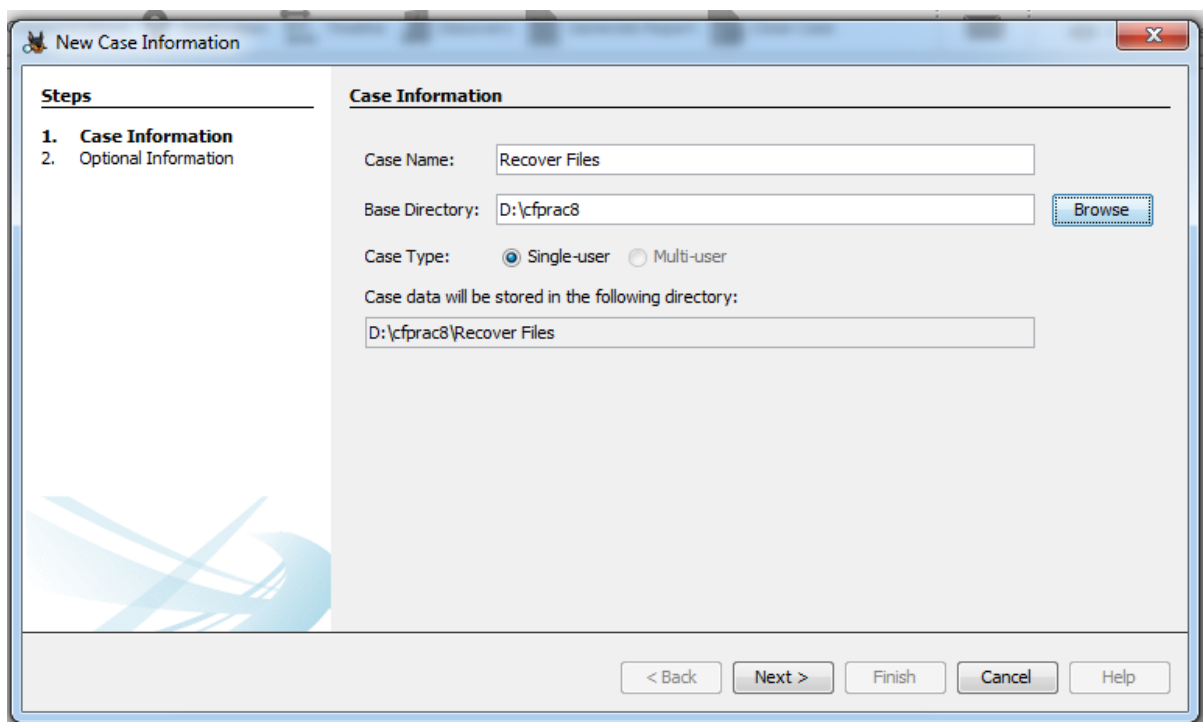 New Case Information
Steps
1. Case Information
2. Optional Information
Case Information
Case Name: Recover Files
Base Directory: D:\cfprac8 Browse
Case Type: Single-user Multi-user
Case data will be stored in the following directory:
D:\cfprac8\Recover Files
< Back Next > Finish Cancel Help